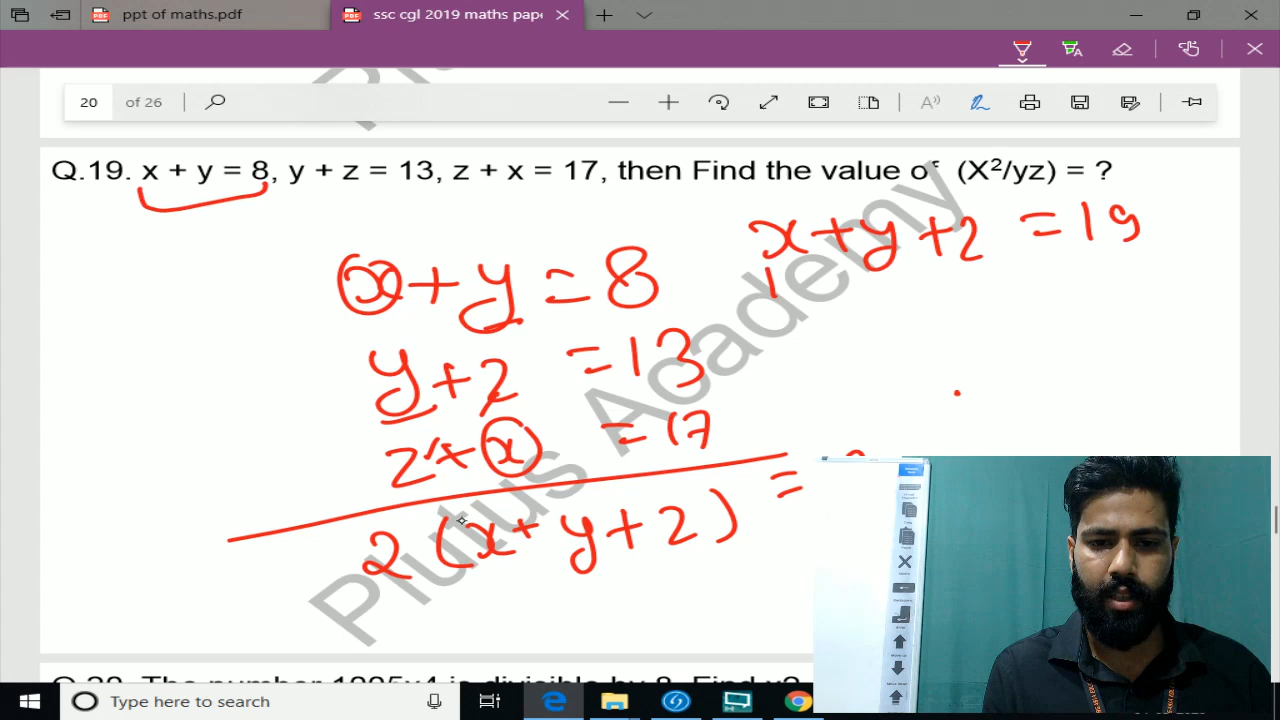 ppt of maths.pdf
ssc cgl 2019 maths pape
20 of 26
Q.19. x + y = 8, y + z = 13, z + x = 17, then Find the value of (X²/yz) = ?
x+y+z = 19
x+y = 8
y+z = 13
z+x = 17
2(x+y+z) =
Plutus Academy
Type here to search